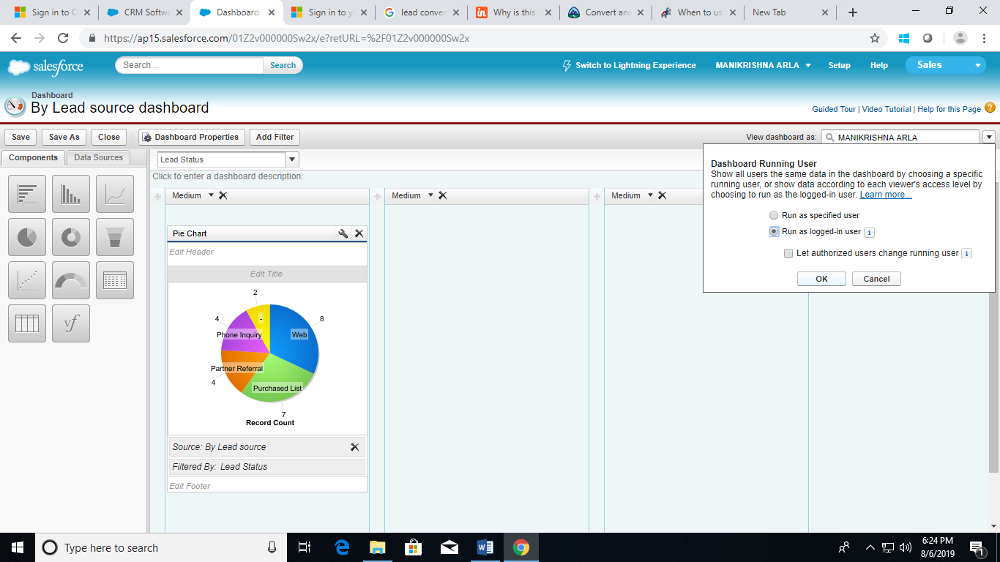 Sign in to C
CRM Softwa
Dashboards
Sign in to yo
lead conver
Why is this
Convert and
When to us
New Tab
https://ap15.salesforce.com/01Z2v000000Sw2x/e?retURL=%2F01Z2v000000Sw2x
salesforce
Search...
Search
Switch to Lightning Experience
MANIKRISHNA ARLA
Setup
Help
Sales
Dashboard
By Lead source dashboard
Guided Tour | Video Tutorial | Help for this Page
Save
Save As
Close
Dashboard Properties
Add Filter
View dashboard as:
MANIKRISHNA ARLA
Components
Data Sources
Lead Status
Click to enter a dashboard description.
Medium
Medium
Medium
Dashboard Running User
Show all users the same data in the dashboard by choosing a specific
running user, or show data according to each viewer's access level by
choosing to run as the logged-in user. Learn more...
Run as specified user
Run as logged-in user
Let authorized users change running user
OK
Cancel
Pie Chart
Edit Header
Edit Title
2
4
-
8
Phone Inquiry
Web
Partner Referral
4
Purchased List
7
Record Count
Source: By Lead source
Filtered By: Lead Status
Edit Footer
vf
Type here to search
6:24 PM
8/6/2019
1